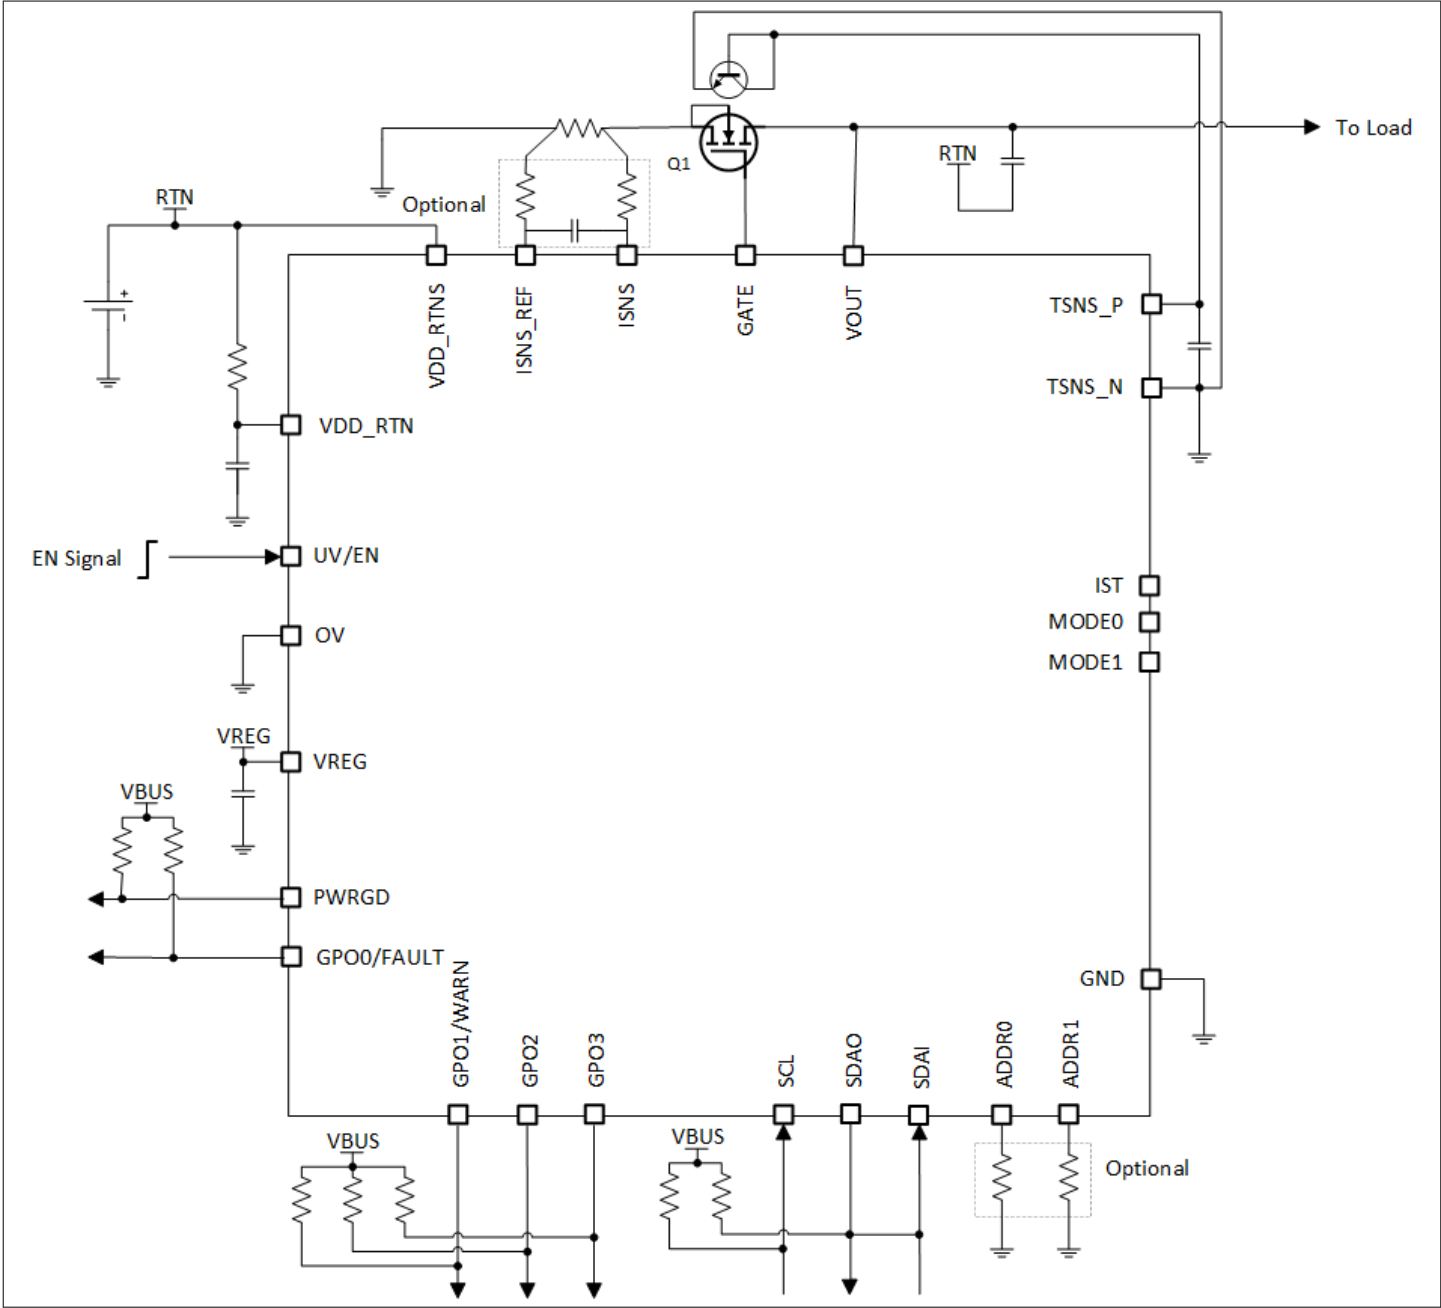 To Load
RTN
Q1
RTN
Optional
+
-
VDD_RTNS
ISNS_REF
ISNS
GATE
VOUT
TSNS_P
TSNS_N
VDD_RTN
EN Signal
UV/EN
OV
IST
MODE0
MODE1
VREG
VREG
VBUS
PWRGD
GPO0/FAULT
GND
GPO1/WARN
GPO2
GPO3
SCL
SDAO
SDAI
ADDR0
ADDR1
VBUS
VBUS
Optional